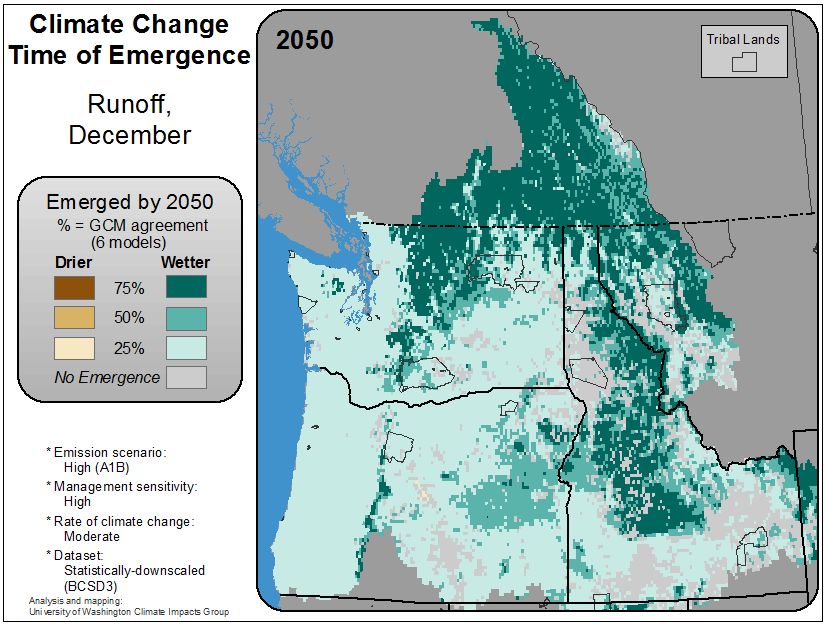 Climate Change
Time of Emergence
Runoff,
December
Emerged by 2050
% = GCM agreement
(6 models)
Drier Wetter
75%
50%
25%
No Emergence
* Emission scenario:
High (A1B)
* Management sensitivity:
High
* Rate of climate change:
Moderate
* Dataset:
Statistically-downscaled
(BCSD3)
Analysis and mapping:
University of Washington Climate Impacts Group
2050
Tribal Lands